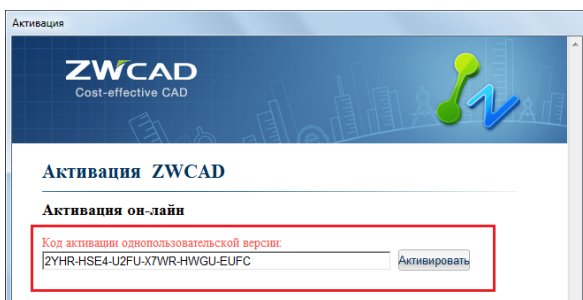 Активация
ZWCAD
Cost-effective CAD
Активация ZWCAD
Активация он-лайн
Код активации однопользовательской версии:
2YHR-HSE4-U2FU-X7WR-HWGU-EUFC
Активировать